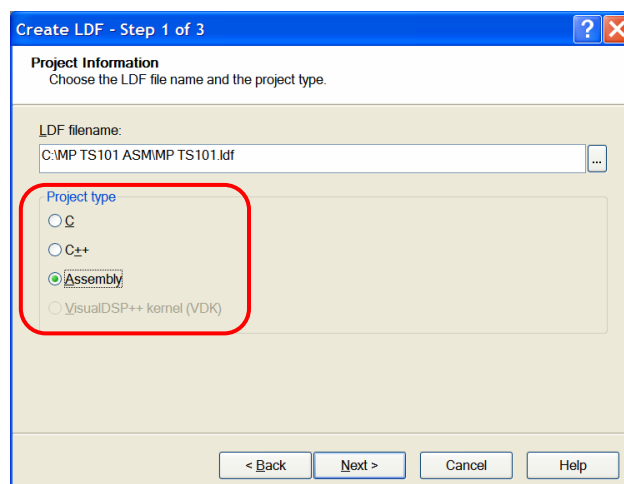 Create LDF - Step 1 of 3
?
Project Information
Choose the LDF file name and the project type.
LDF filename:
C:\MP TS101 ASM\MP TS101.ldf
...
Project type
C
C++
Assembly
VisualDSP++ kernel (VDK)
< Back Next > Cancel Help